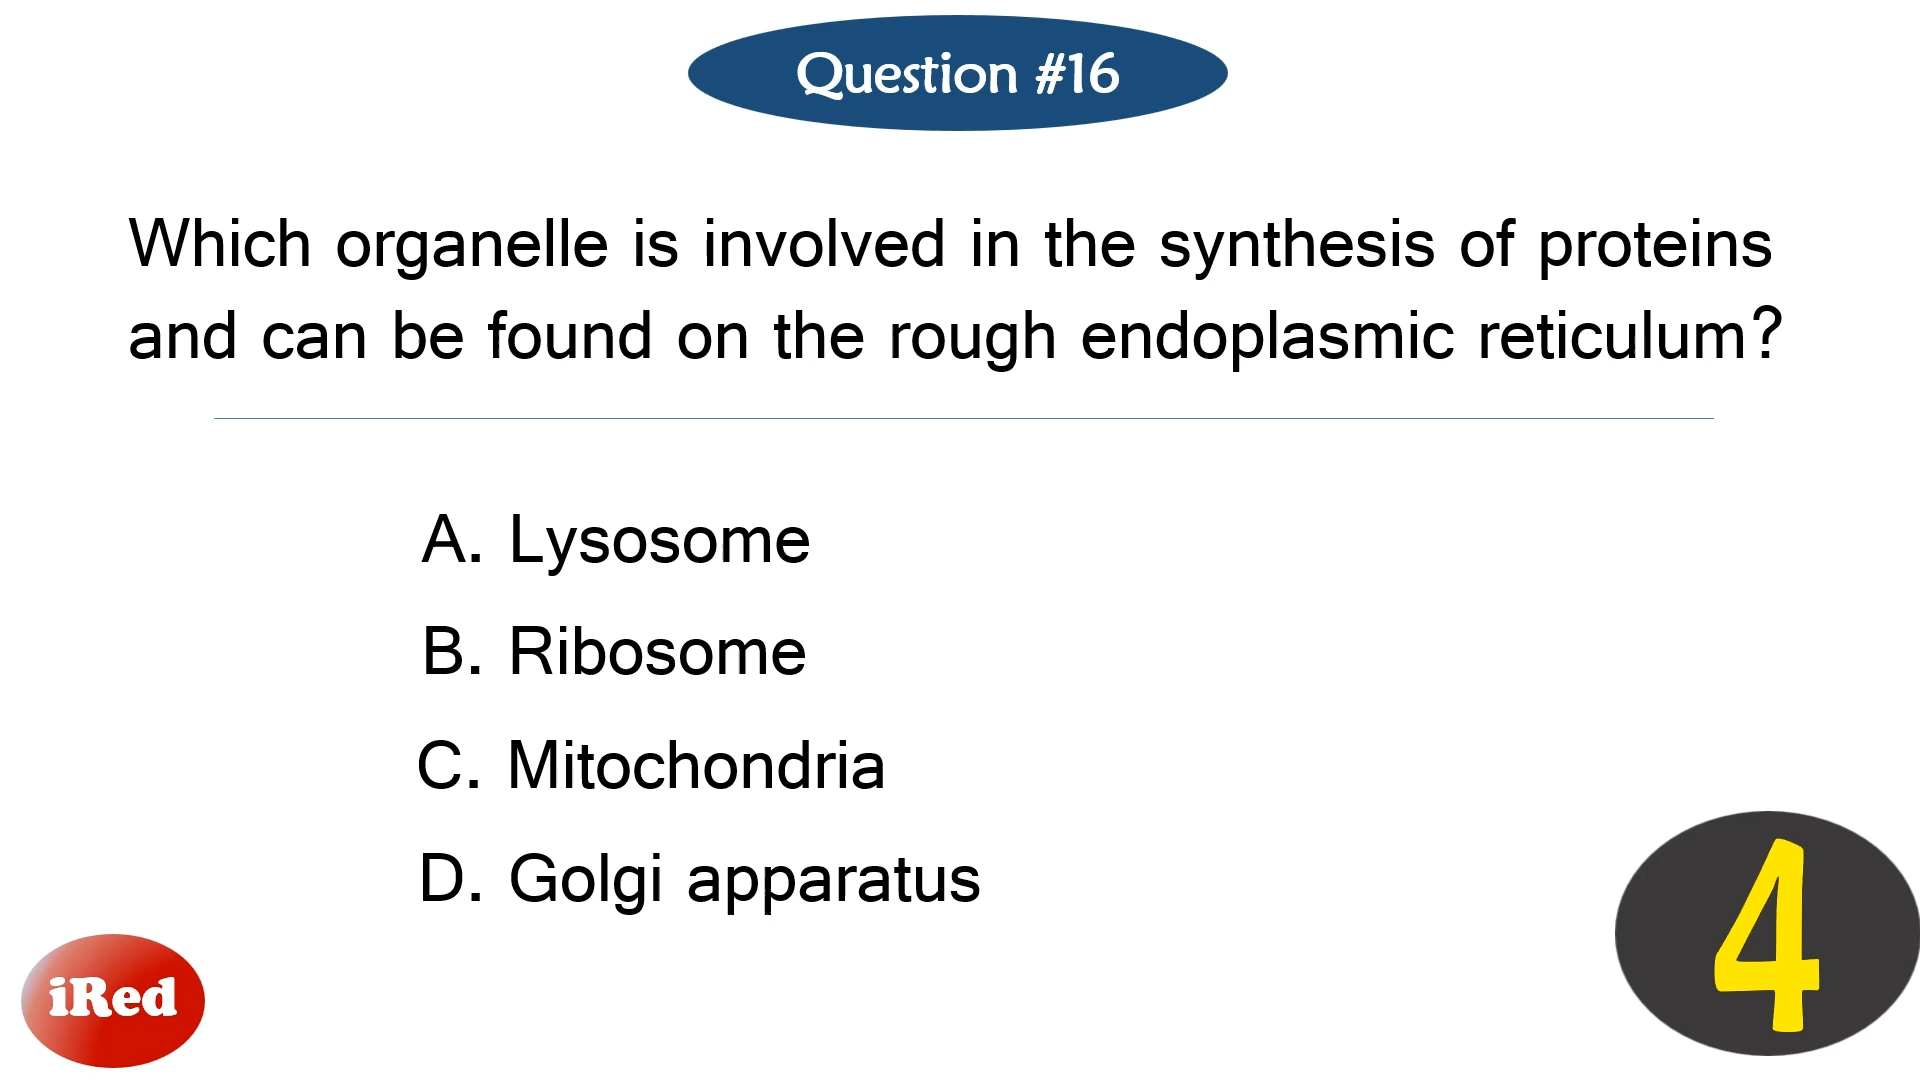 Question #16
Which organelle is involved in the synthesis of proteins
and can be found on the rough endoplasmic reticulum?
A. Lysosome
B. Ribosome
C. Mitochondria
D. Golgi apparatus
iRed
4